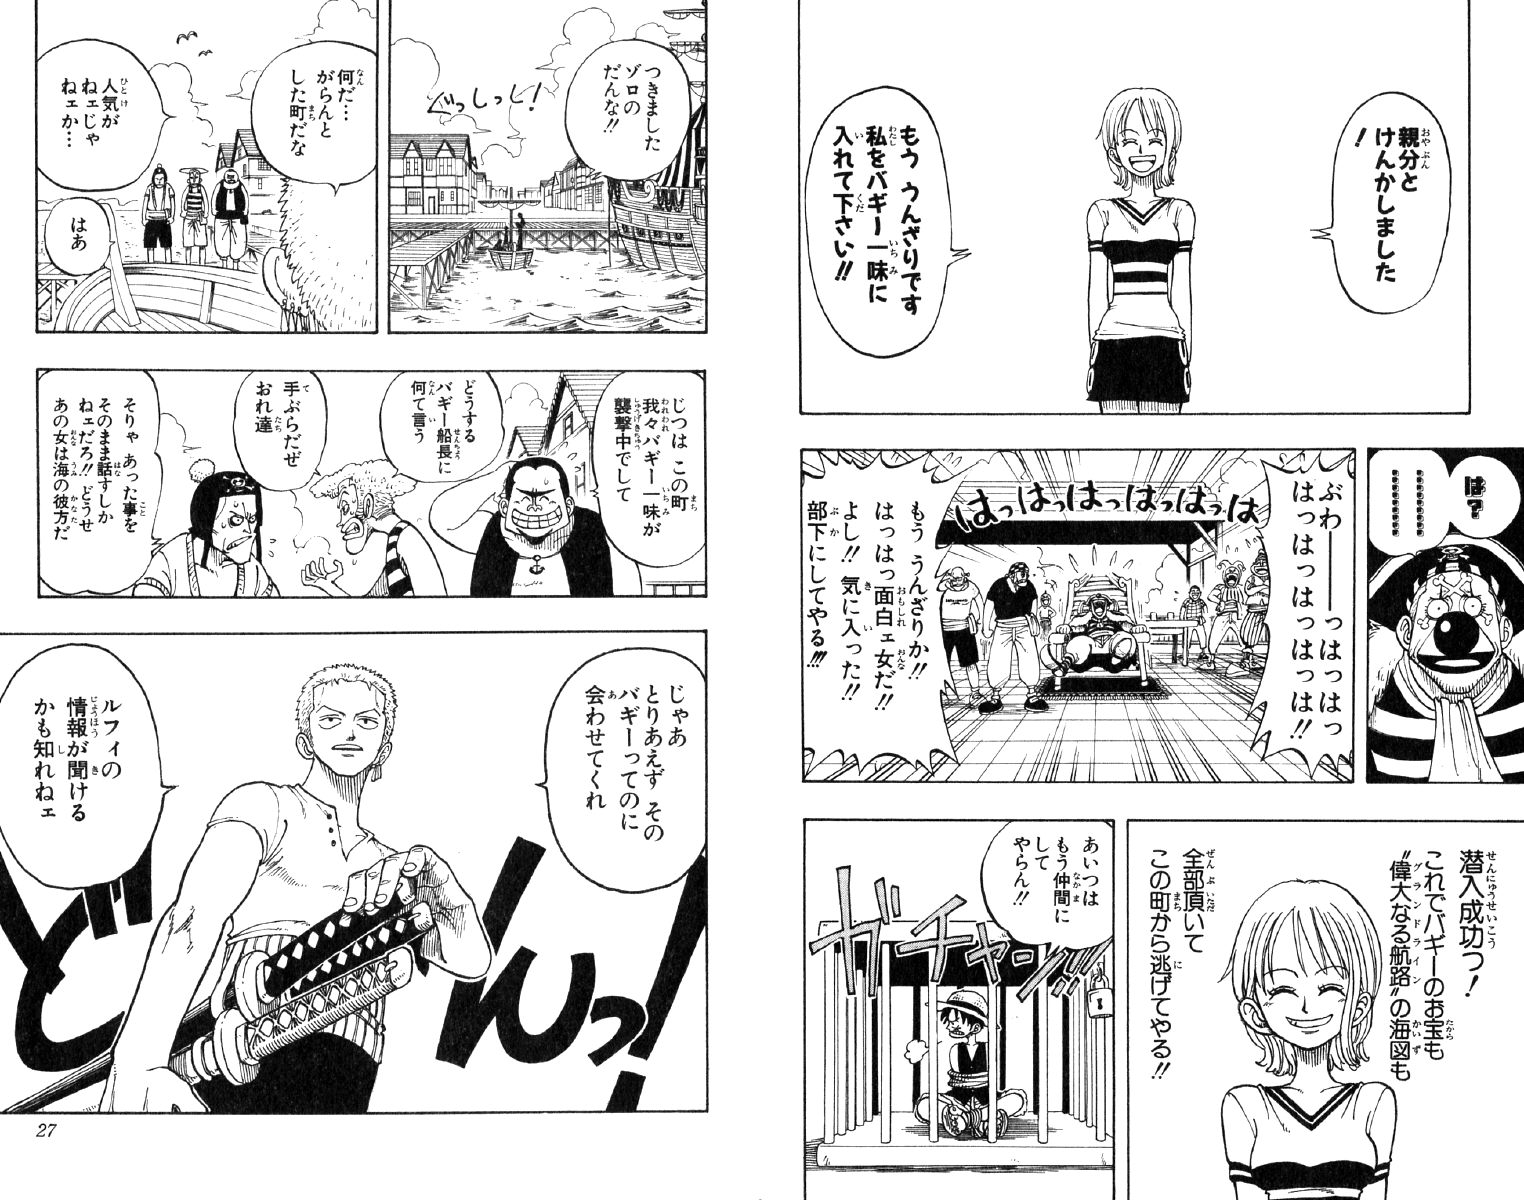 親分と
けんかしました
!
もう うんざりです
私をバギー一味に
入れて下さい!!
は?
…………
…………
ぶわーーーっはっはっ
はっはっはっはっはっは!!
はっはっはっはっはっは
もう うんざりか!!
はっはっ面白ェ女だ!!
よし!! 気に入った!!
部下にしてやる!!!
潜入成功っ!
これでバギーのお宝も
“偉大なる航路”の海図も
全部頂いて
この町から逃げてやる!!
あいつは
もう仲間に
して
やらん!!
ガチャーン!!!
つきました
ゾロの
だんな!!
ぐっしっと!
何だ…
がらんと
した町だな
人気が
ねェじゃ
ねェか…
はあ
じつは この町
我々バギー一味が
襲撃中でして
どうする
バギー船長に
何て言う
手ぶらだぜ
おれ達
そりゃ あった事を
そのまま話すしか
ねェだろ!! どうせ
あの女は海の彼方だ
じゃあ
とりあえず その
バギーってのに
会わせてくれ
ルフィの
情報が聞ける
かも知れねェ
どんっ!
27